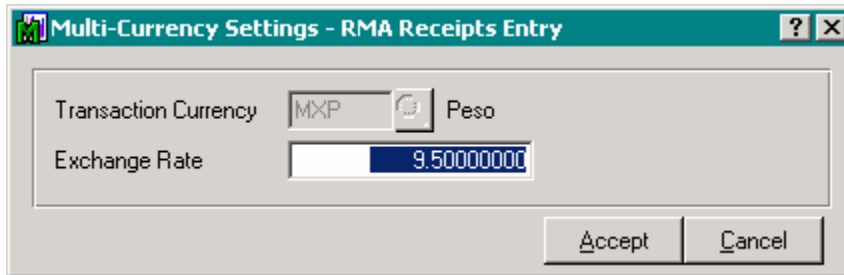 Multi-Currency Settings - RMA Receipts Entry
Transaction Currency MXP Peso
Exchange Rate 9.50000000
Accept Cancel